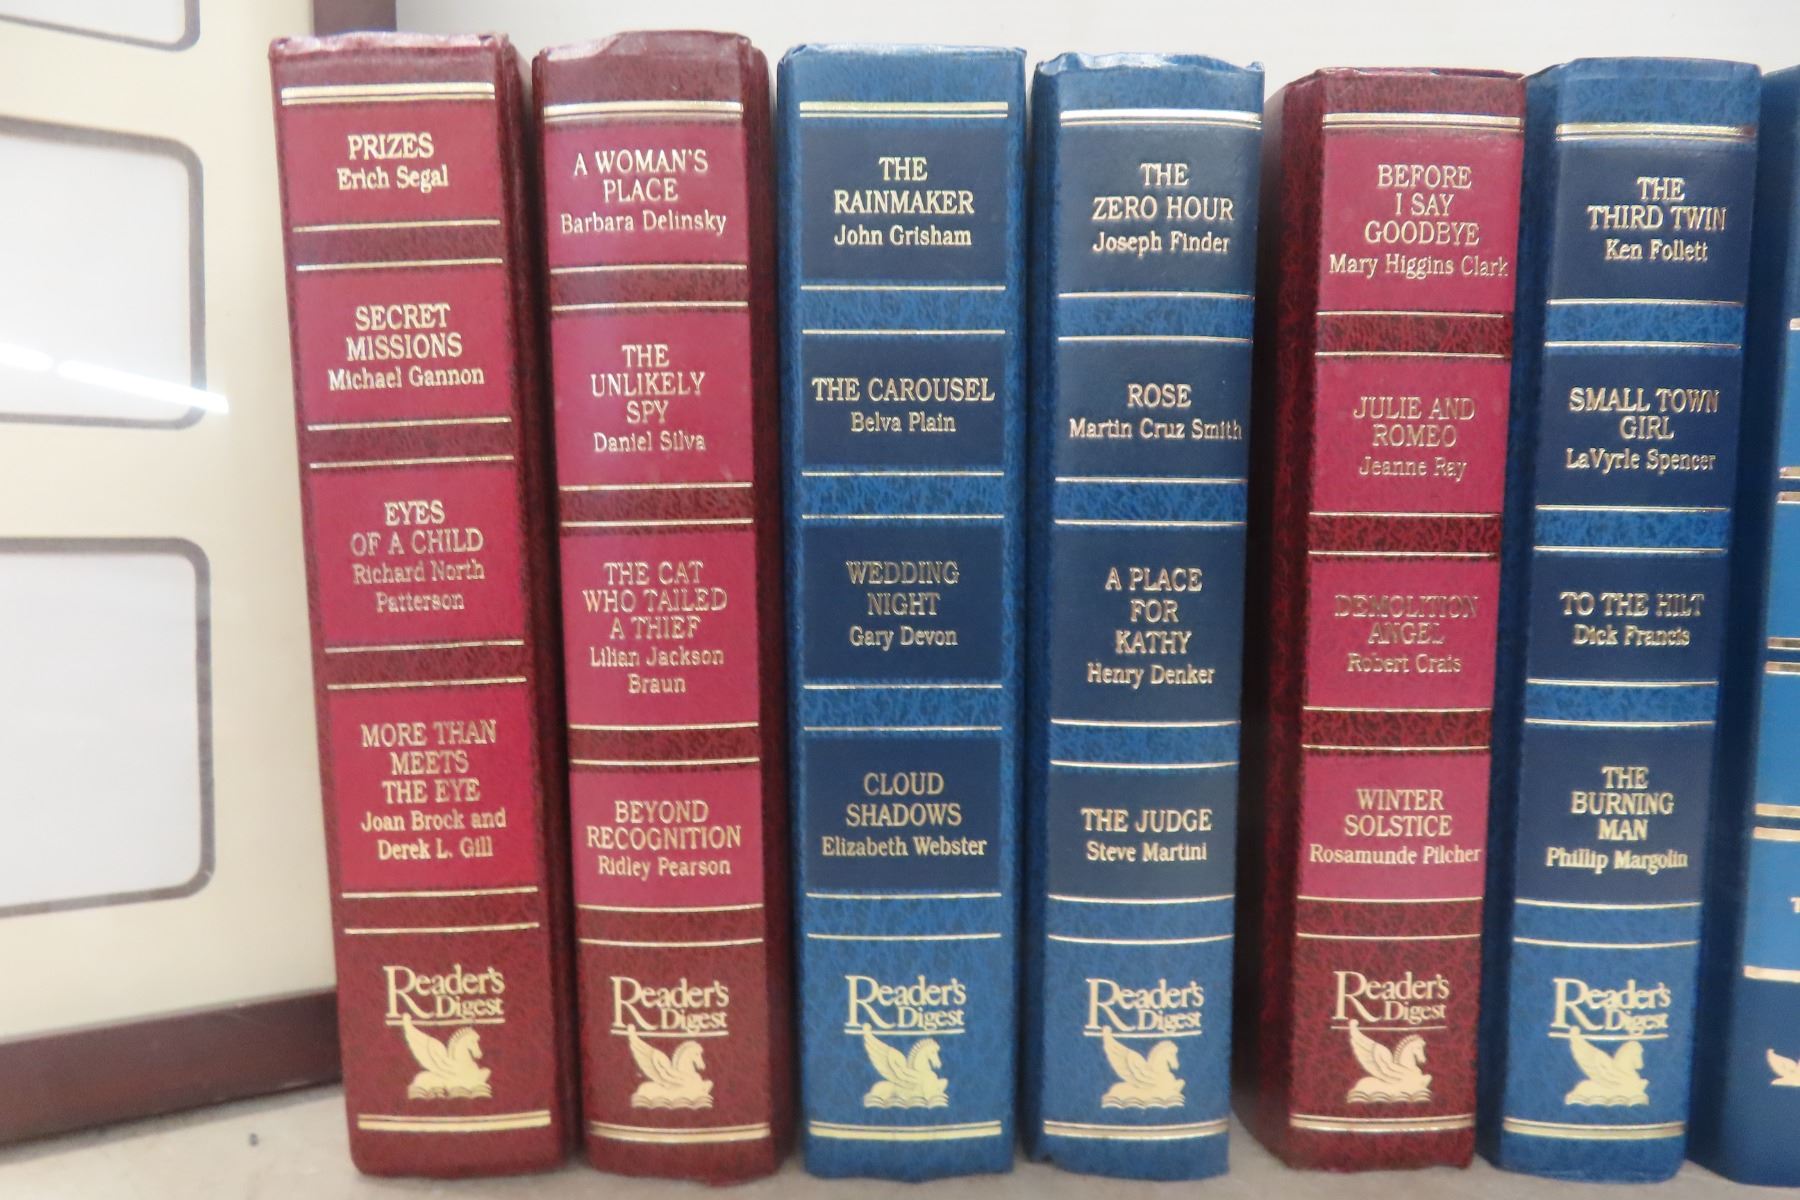 PRIZES
Erich Segal
SECRET
MISSIONS
Michael Gannon
EYES
OF A CHILD
Richard North
Patterson
MORE THAN
MEETS
THE EYE
Joan Brock and
Derek L. Gill
Reader's
Digest
A WOMAN'S
PLACE
Barbara Delinsky
THE
UNLIKELY
SPY
Daniel Silva
THE CAT
WHO TAILED
A THIEF
Lilian Jackson
Braun
BEYOND
RECOGNITION
Ridley Pearson
Reader's
Digest
THE
RAINMAKER
John Grisham
THE CAROUSEL
Belva Plain
WEDDING
NIGHT
Gary Devon
CLOUD
SHADOWS
Elizabeth Webster
Reader's
Digest
THE
ZERO HOUR
Joseph Finder
ROSE
Martin Cruz Smith
A PLACE
FOR
KATHY
Henry Denker
THE JUDGE
Steve Martini
Reader's
Digest
BEFORE
I SAY
GOODBYE
Mary Higgins Clark
JULIE AND
ROMEO
Jeanne Ray
DEMOLITION
ANGEL
Robert Crais
WINTER
SOLSTICE
Rosamunde Pilcher
Reader's
Digest
THE
THIRD TWIN
Ken Follett
SMALL TOWN
GIRL
LaVyrle Spencer
TO THE HILT
Dick Francis
THE
BURNING
MAN
Phillip Margolin
Reader's
Digest